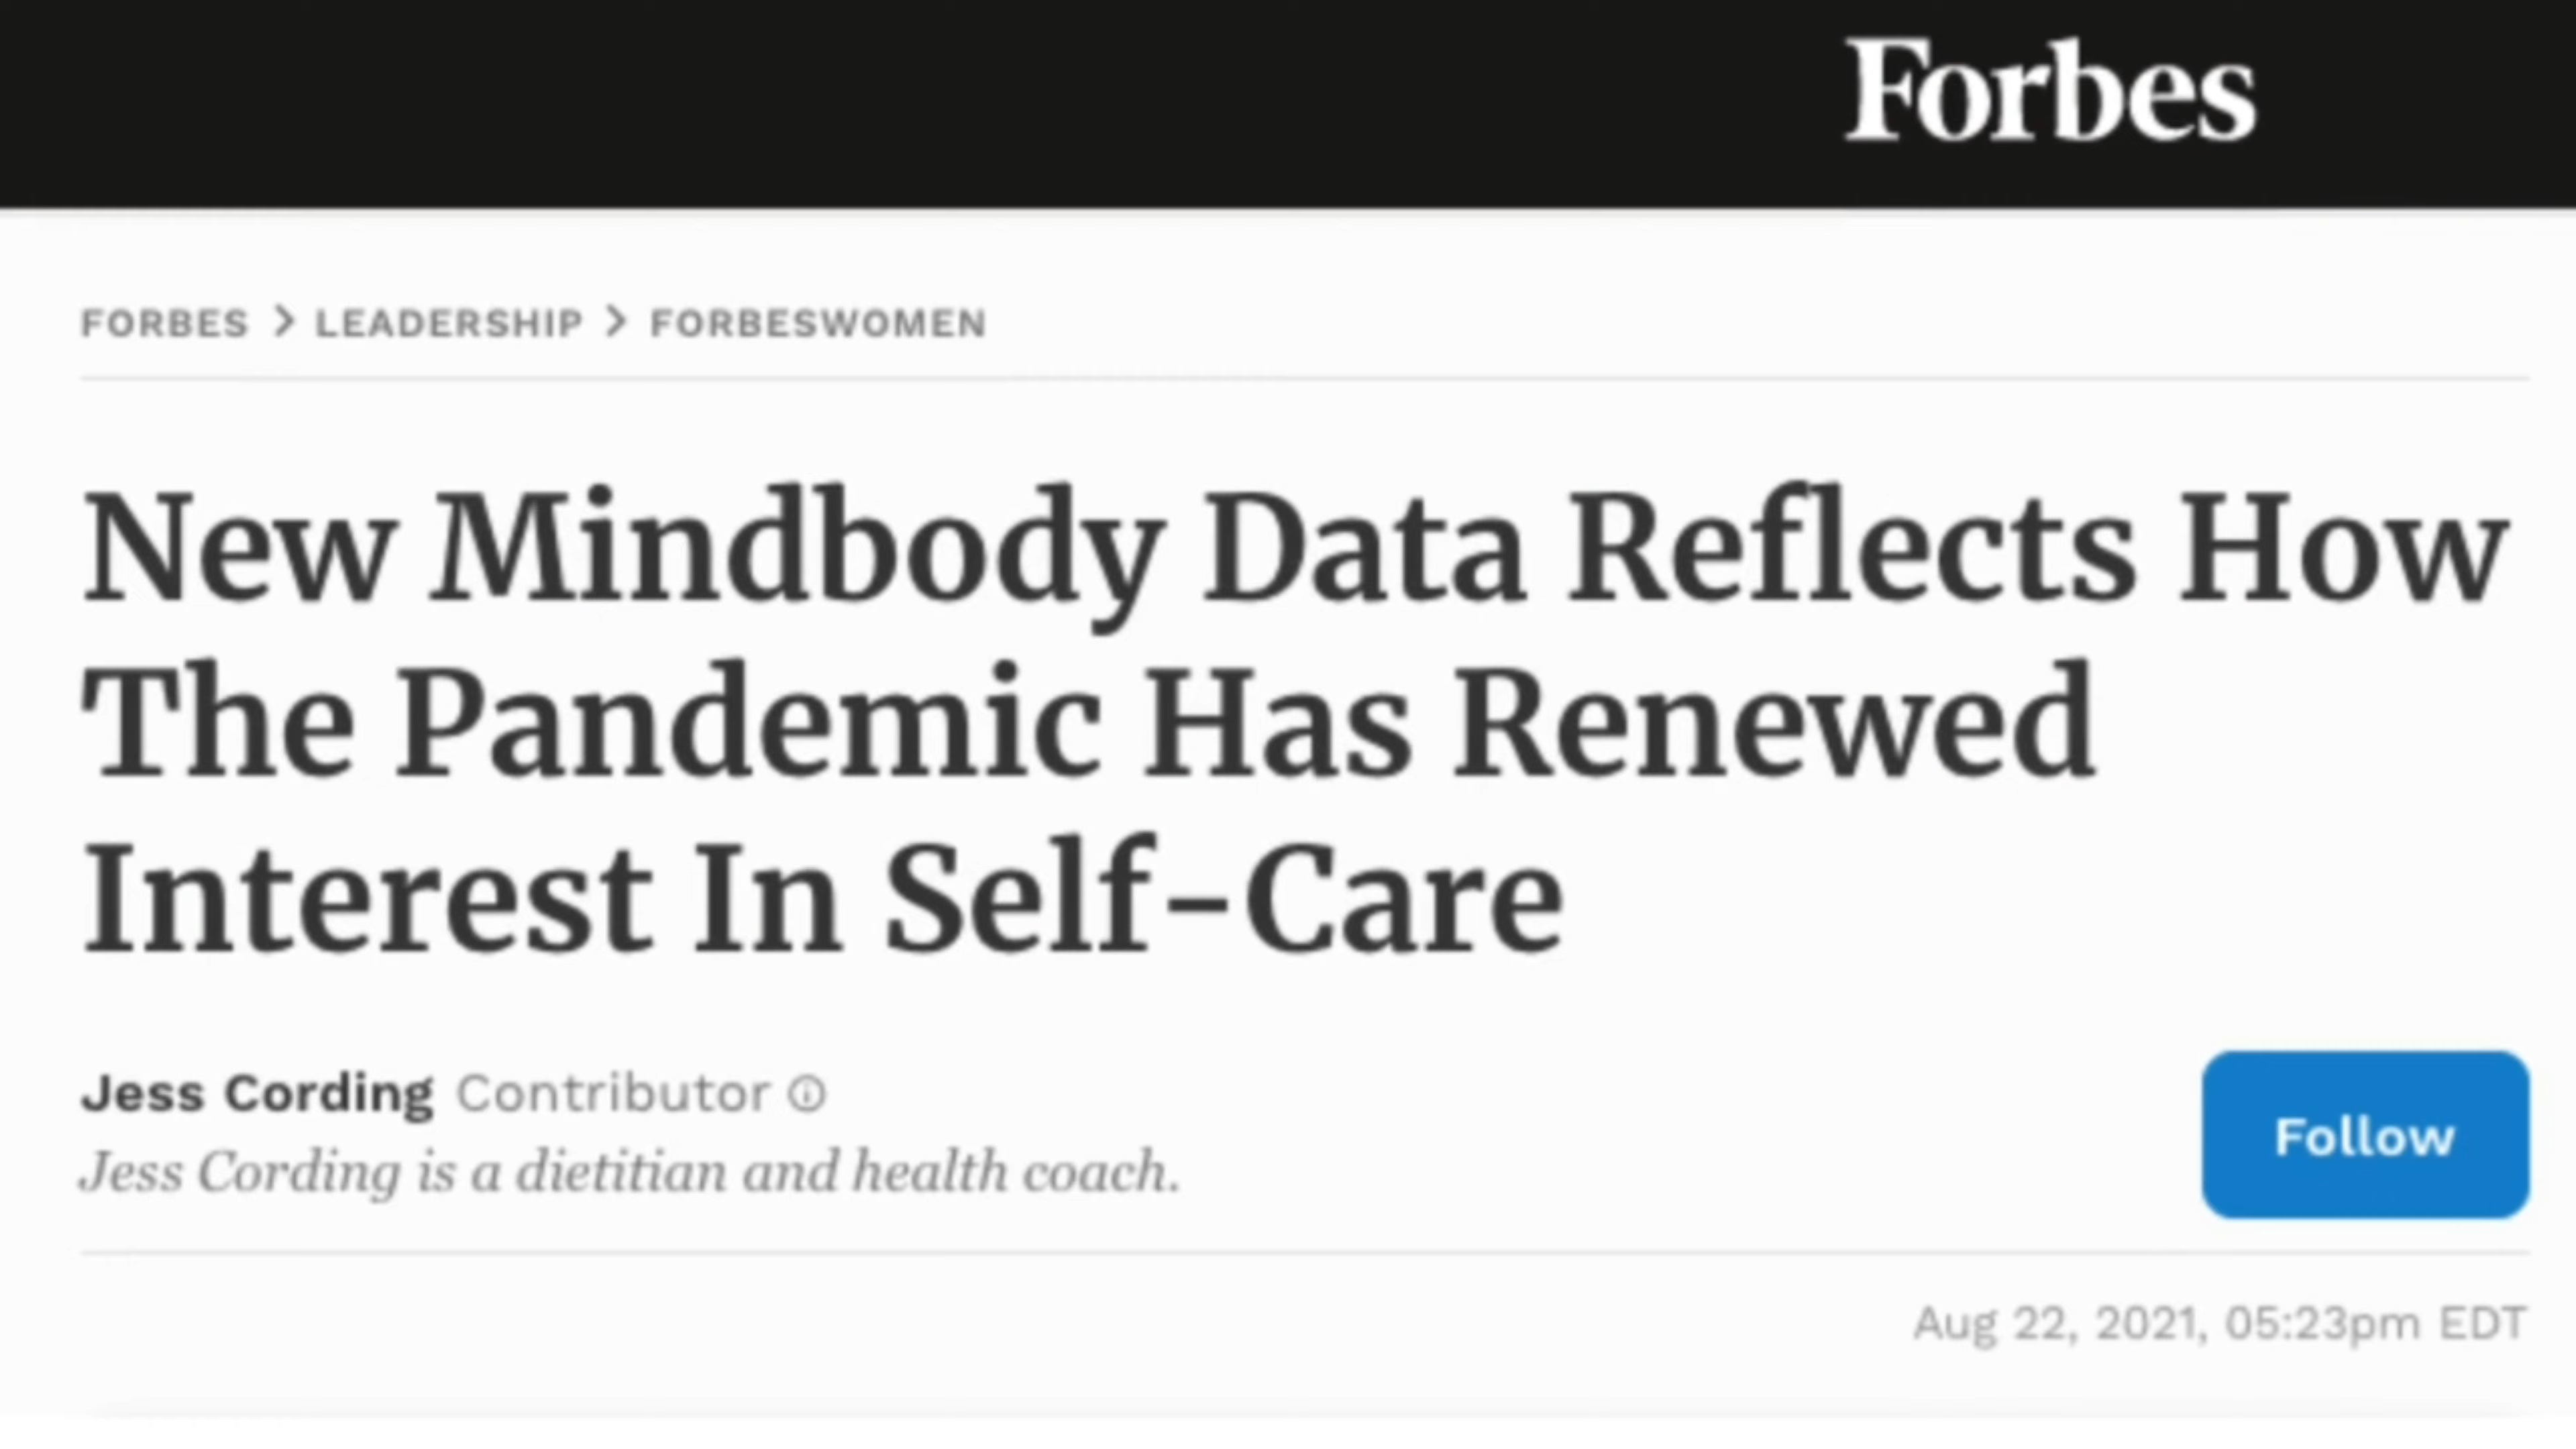 Forbes
FORBES > LEADERSHIP > FORBESWOMEN
New Mindbody Data Reflects How
The Pandemic Has Renewed
Interest In Self-Care
Jess Cording Contributor
Jess Cording is a dietitian and health coach.
Follow
Aug 22, 2021, 05:23pm EDT